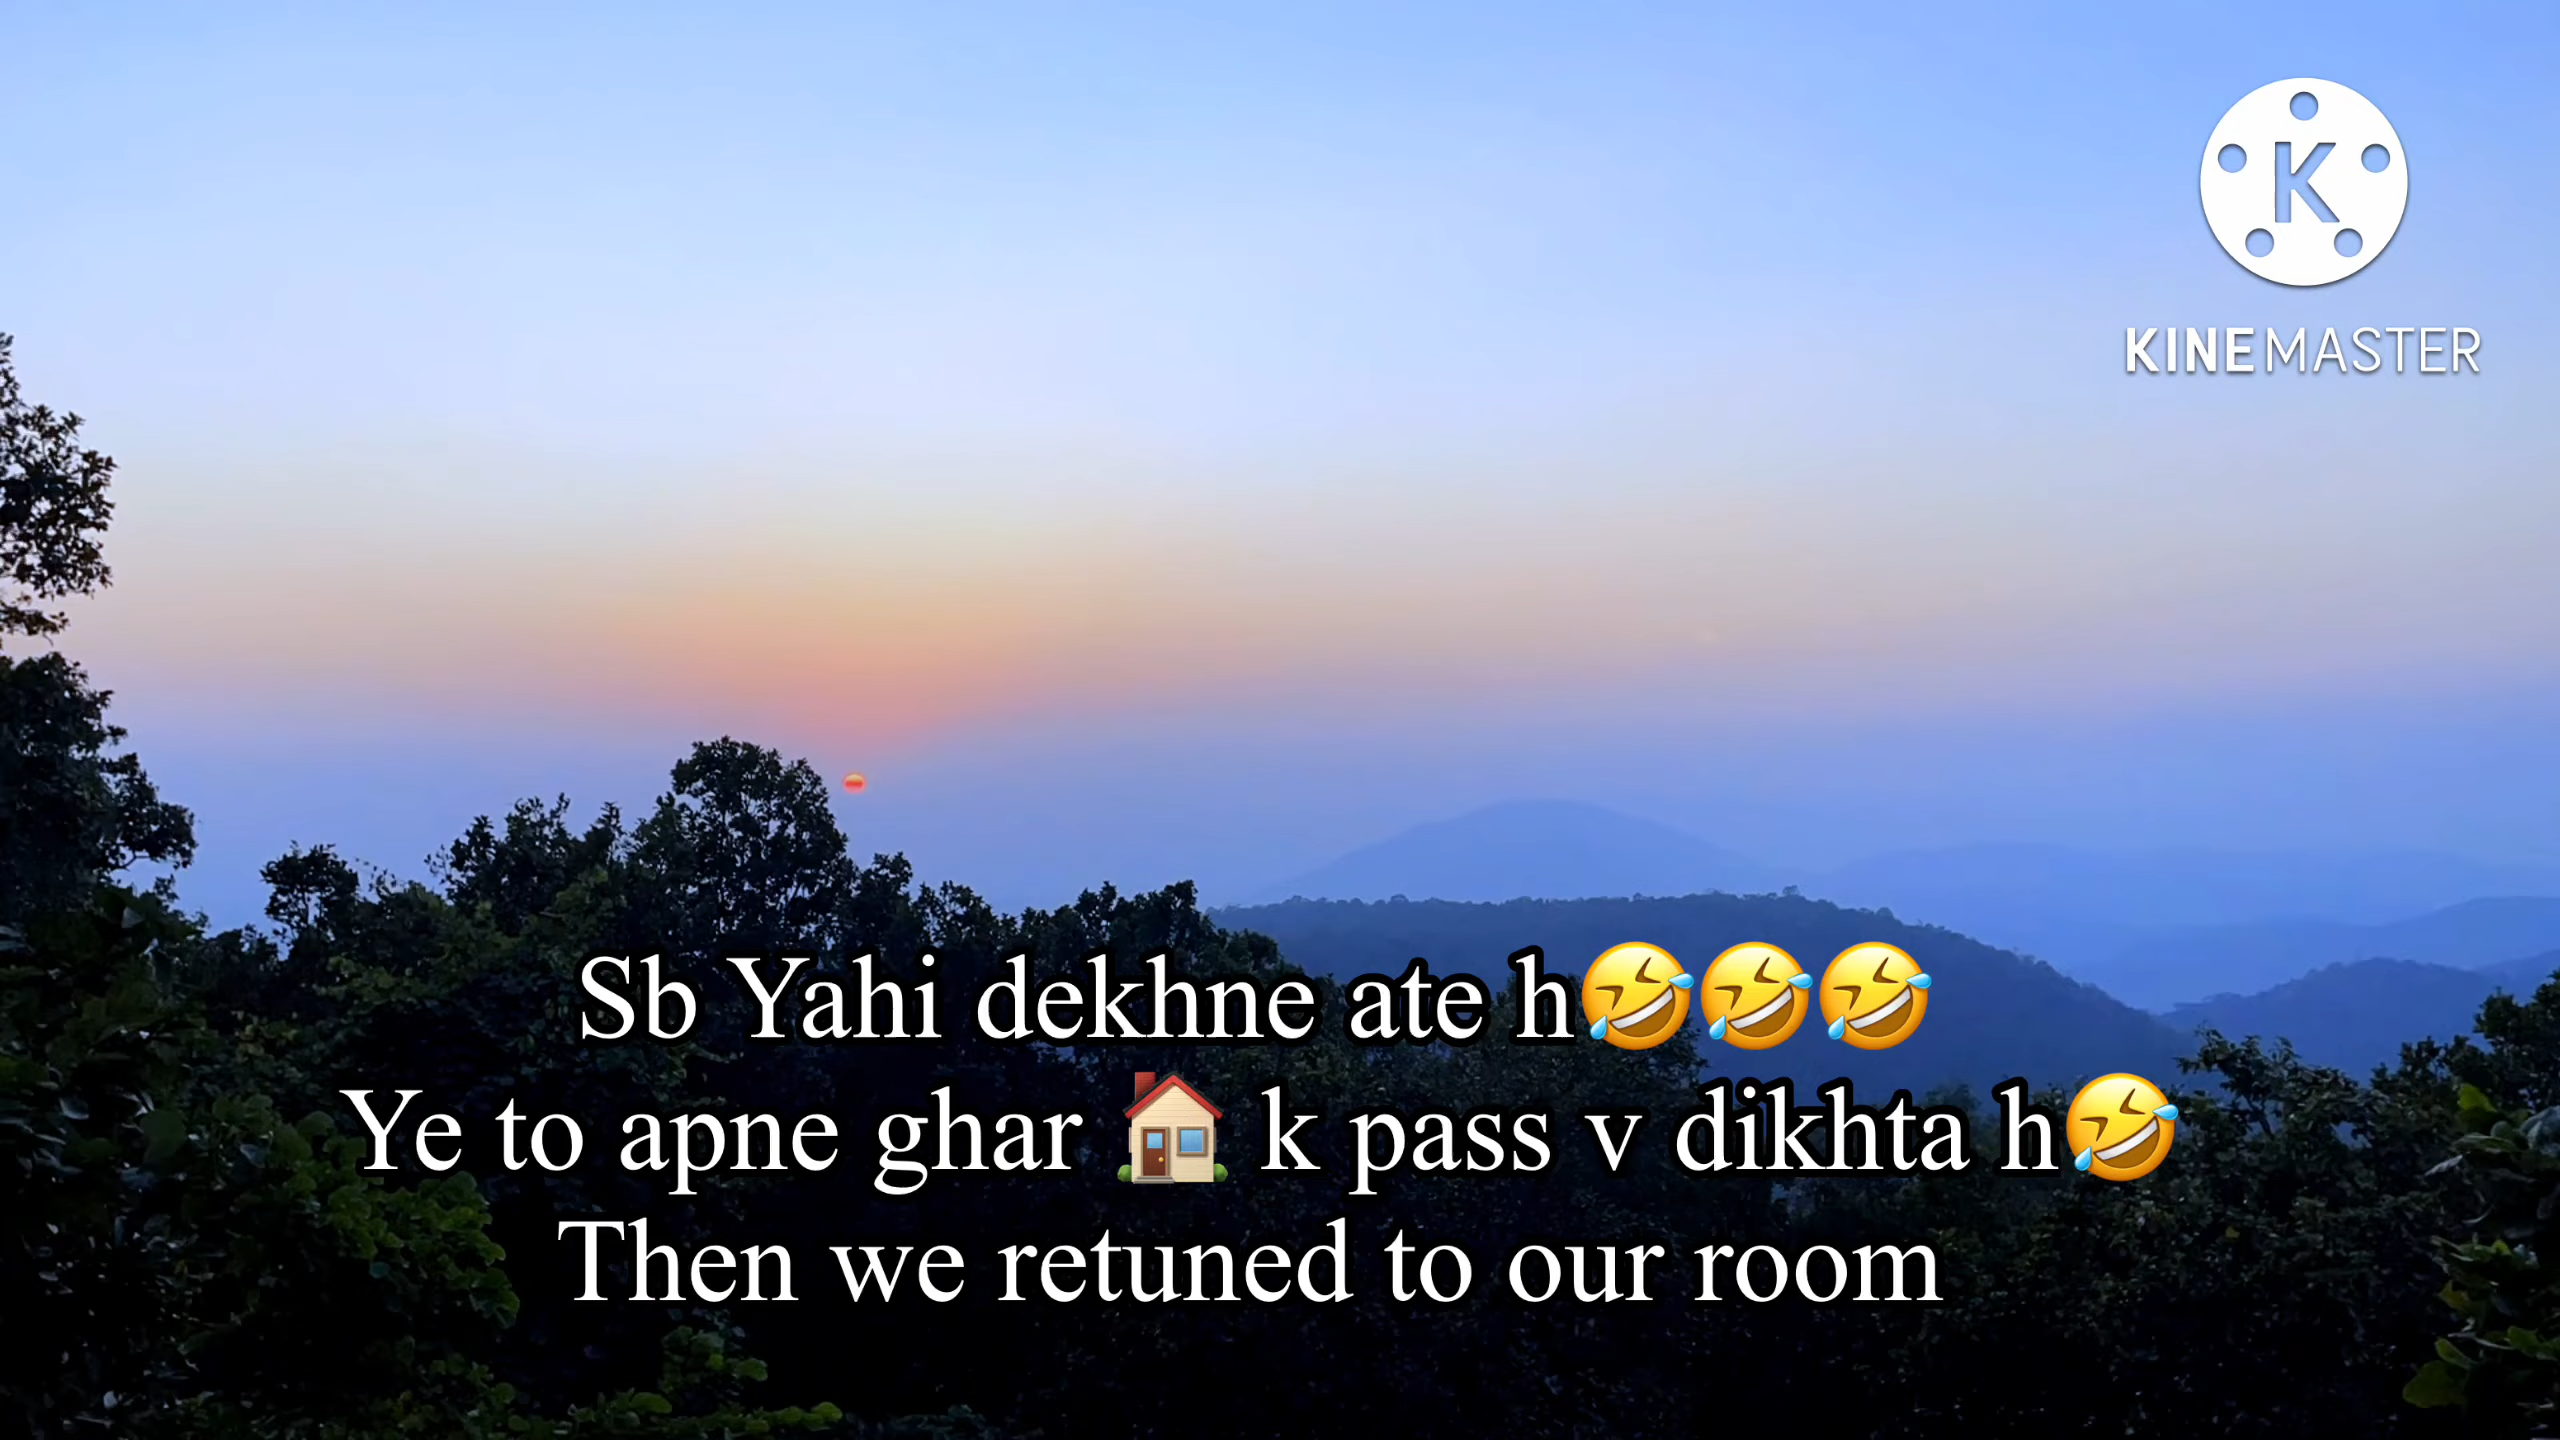 K
KINEMASTER
Sb Yahi dekhne ate h🤣🤣🤣
Ye to apne ghar 🏠 k pass v dikhta h🤣
Then we retuned to our room